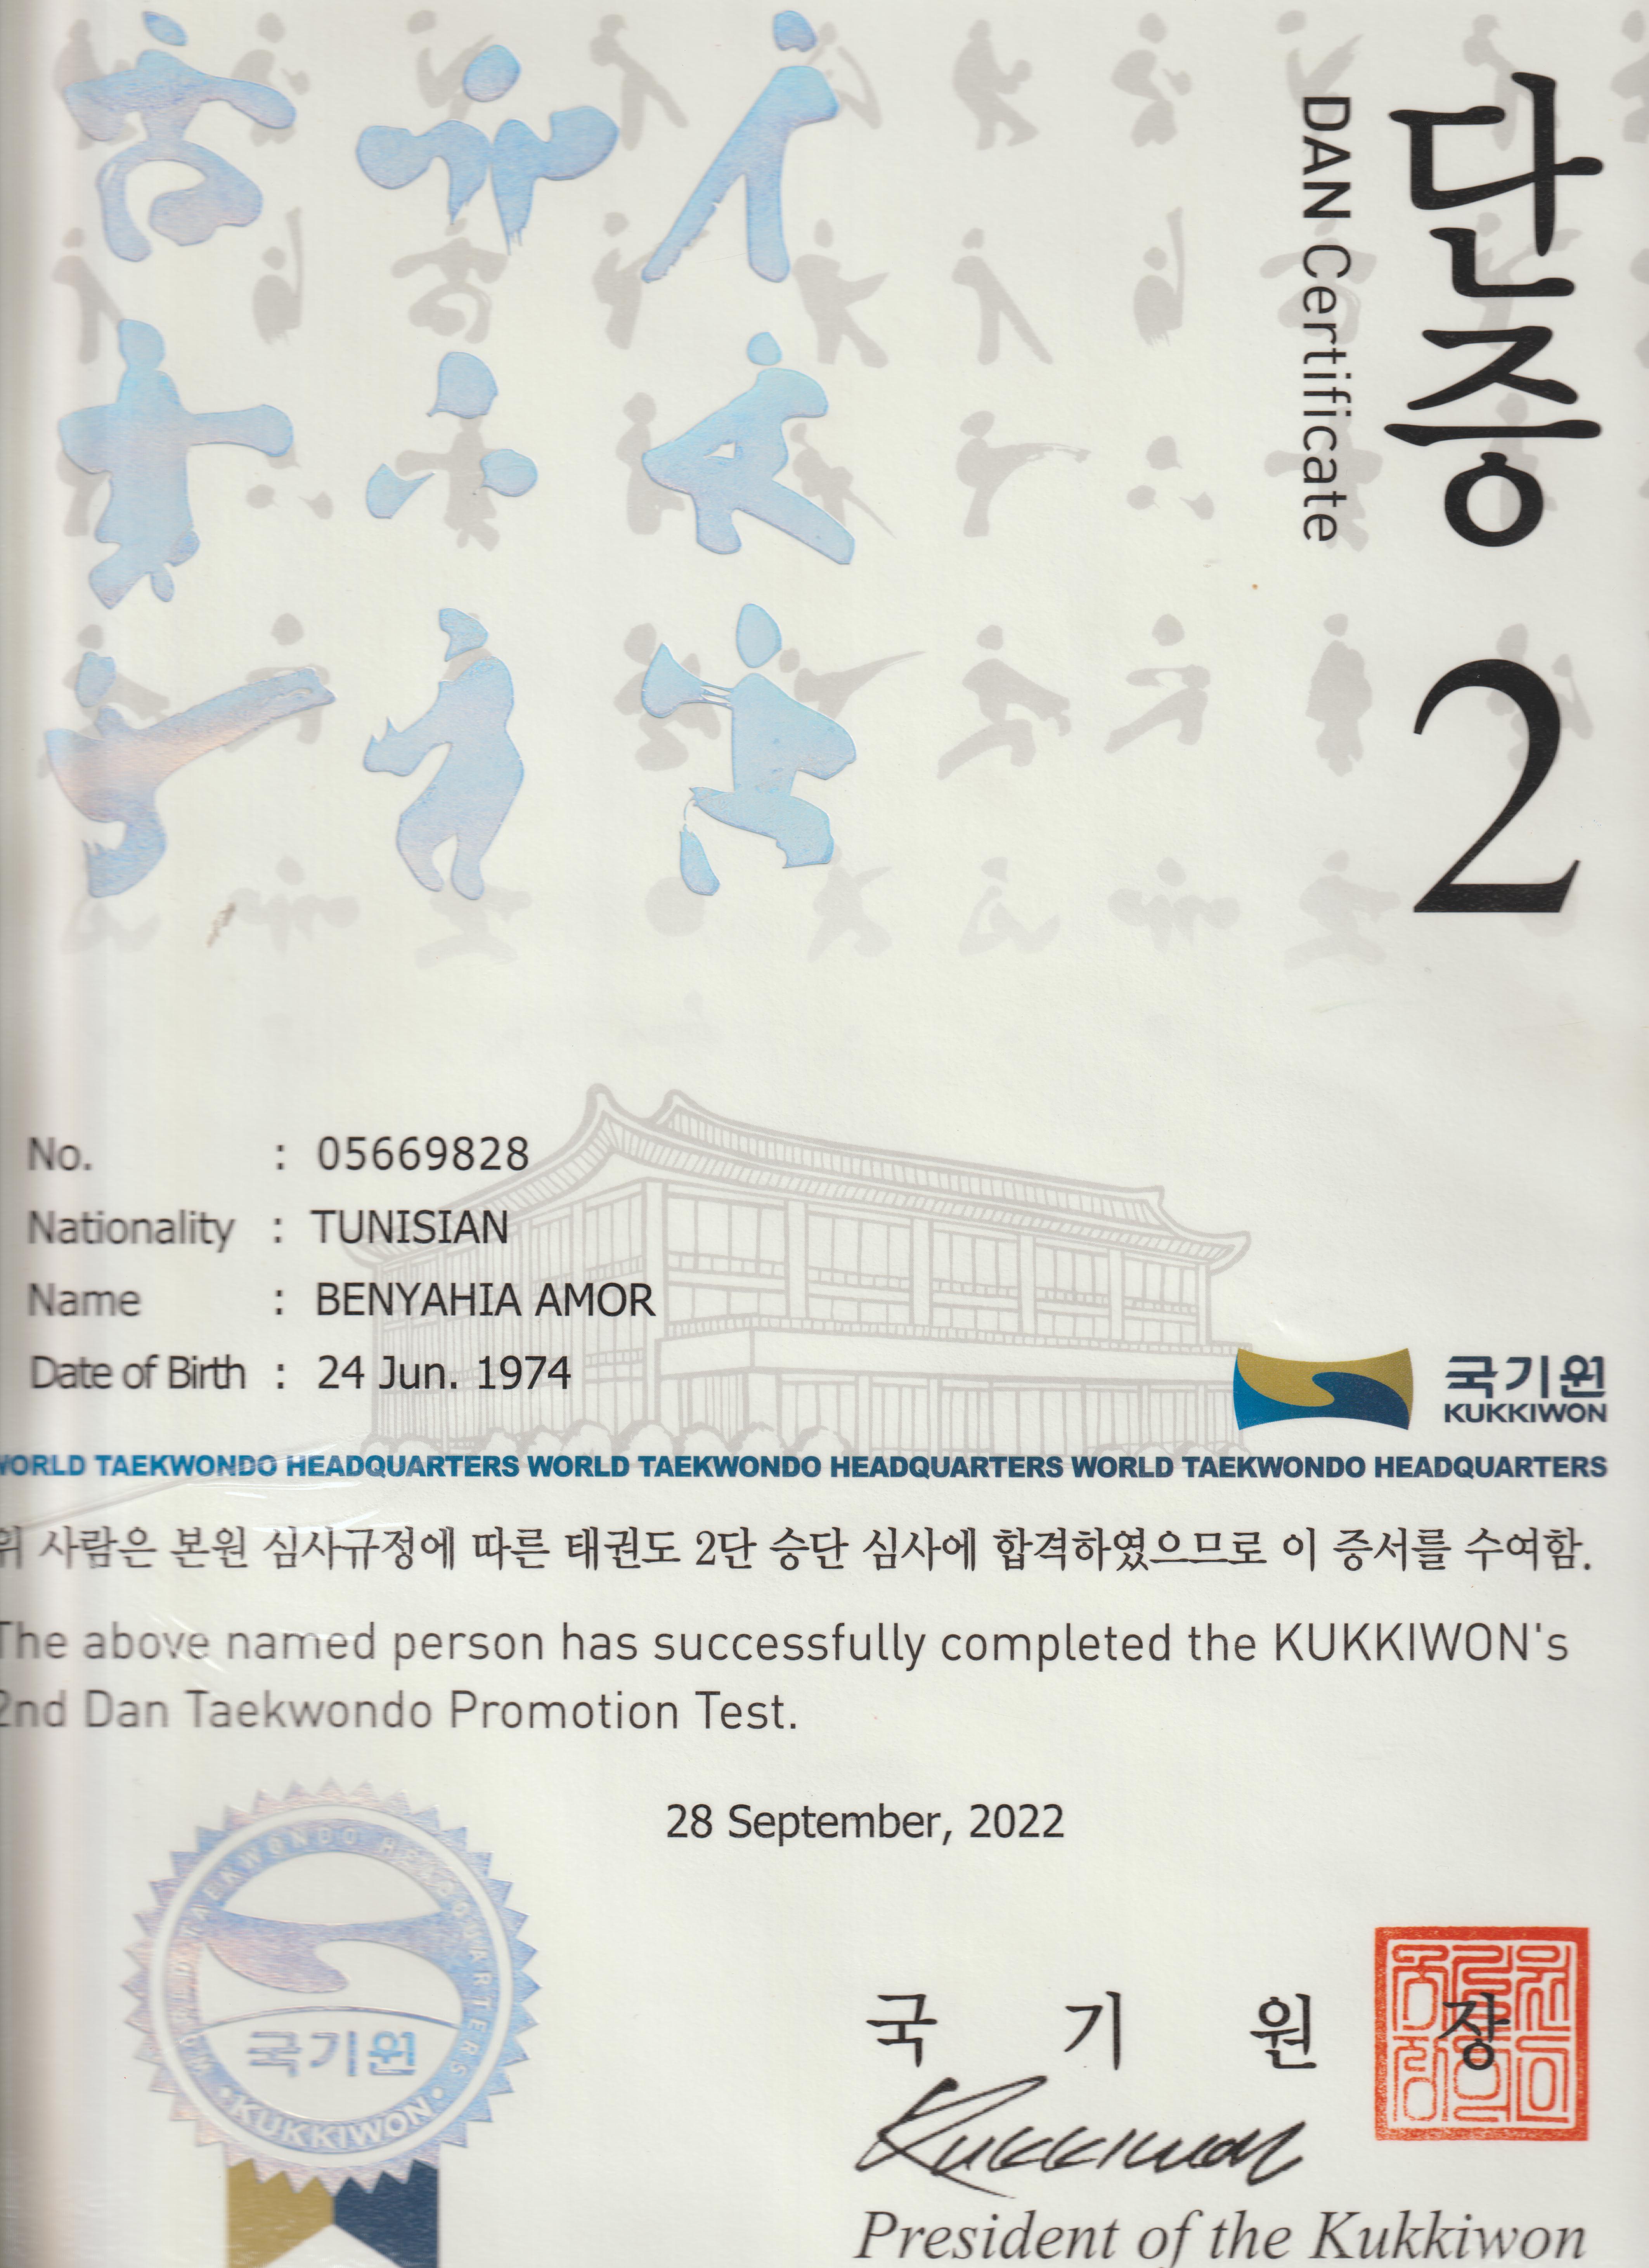 단증 2
DAN Certificate
No. : 05669828
Nationality : TUNISIAN
Name : BENYAHIA AMOR
Date of Birth : 24 Jun. 1974
국기원
KUKKIWON
WORLD TAEKWONDO HEADQUARTERS WORLD TAEKWONDO HEADQUARTERS WORLD TAEKWONDO HEADQUARTERS
위 사람은 본원 심사규정에 따른 태권도 2단 승단 심사에 합격하였으므로 이 증서를 수여함.
The above named person has successfully completed the KUKKIWON's
2nd Dan Taekwondo Promotion Test.
28 September, 2022
WORLD TAEKWONDO HEADQUARTERS
국기원
•KUKKIWON•
국 기 원 장
Kukkiwon
President of the Kukkiwon